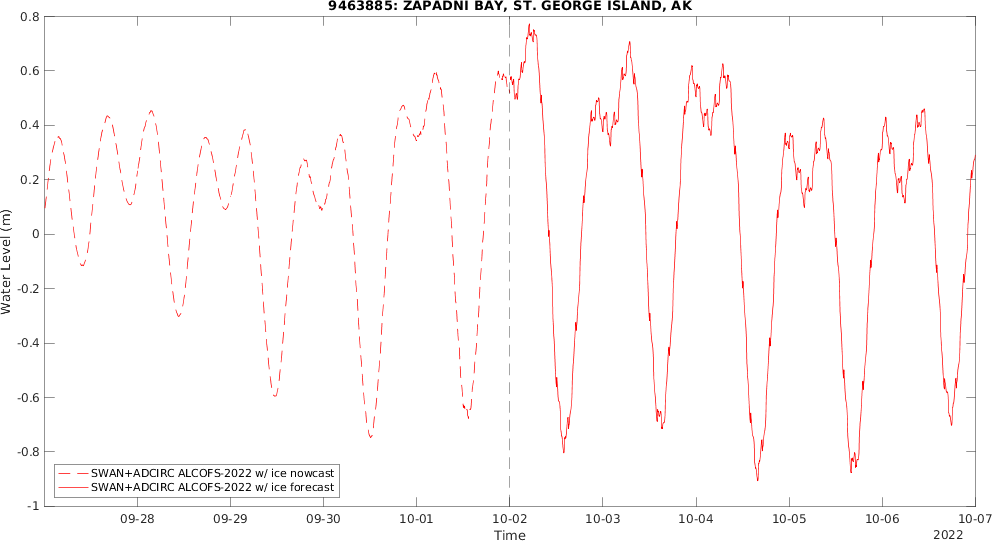 9463885: ZAPADNI BAY, ST. GEORGE ISLAND, AK
0.8
0.6
0.4
0.2
0
-0.2
-0.4
-0.6
-0.8
-1
Water Level (m)
SWAN+ADCIRC ALCOFS-2022 w/ ice nowcast
SWAN+ADCIRC ALCOFS-2022 w/ ice forecast
09-28 09-29 09-30 10-01 10-02 10-03 10-04 10-05 10-06 10-07
Time
2022